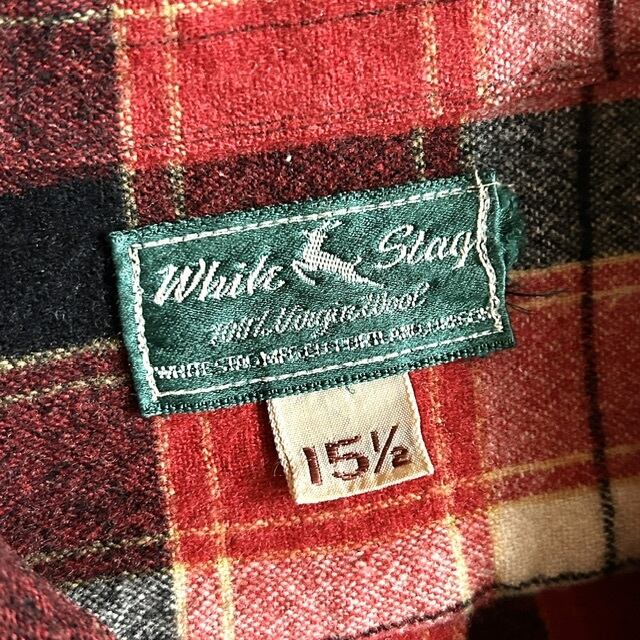 White Stag
100% Virgin Wool
WHITE STAG MFG. CO. PORTLAND, OREGON
15½